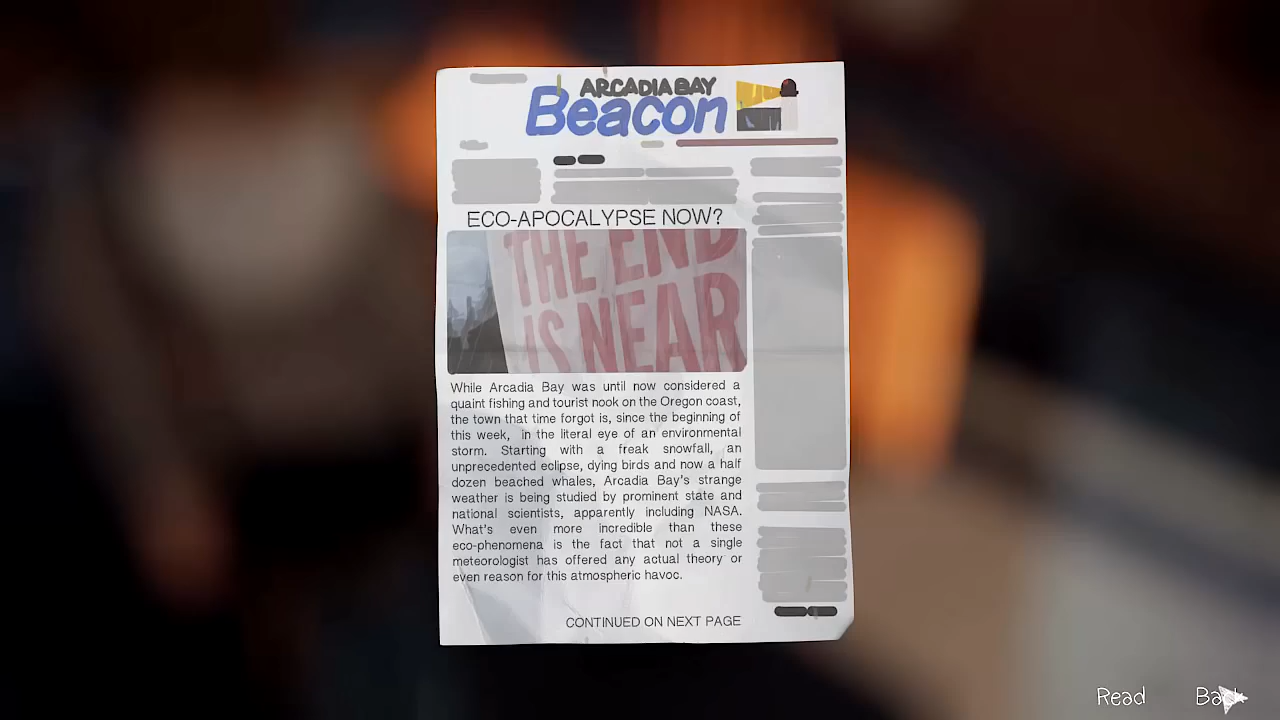 ARCADIA BAY
Beacon
ECO-APOCALYPSE NOW?
THE END
IS NEAR
While Arcadia Bay was until now considered a
quaint fishing and tourist nook on the Oregon coast,
the town that time forgot is, since the beginning of
this week, in the literal eye of an environmental
storm. Starting with a freak snowfall, an
unprecedented eclipse, dying birds and now a half
dozen beached whales, Arcadia Bay's strange
weather is being studied by prominent state and
national scientists, apparently including NASA.
What's even more incredible than these
eco-phenomena is the fact that not a single
meteorologist has offered any actual theory or
even reason for this atmospheric havoc.
CONTINUED ON NEXT PAGE
Read Back